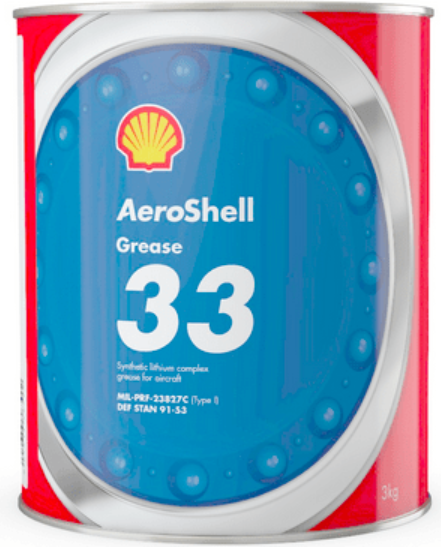 AeroShell
Grease
33
Synthetic lithium complex
grease for aircraft
MIL-PRF-23827C (Type I)
DEF STAN 91-53
3kg